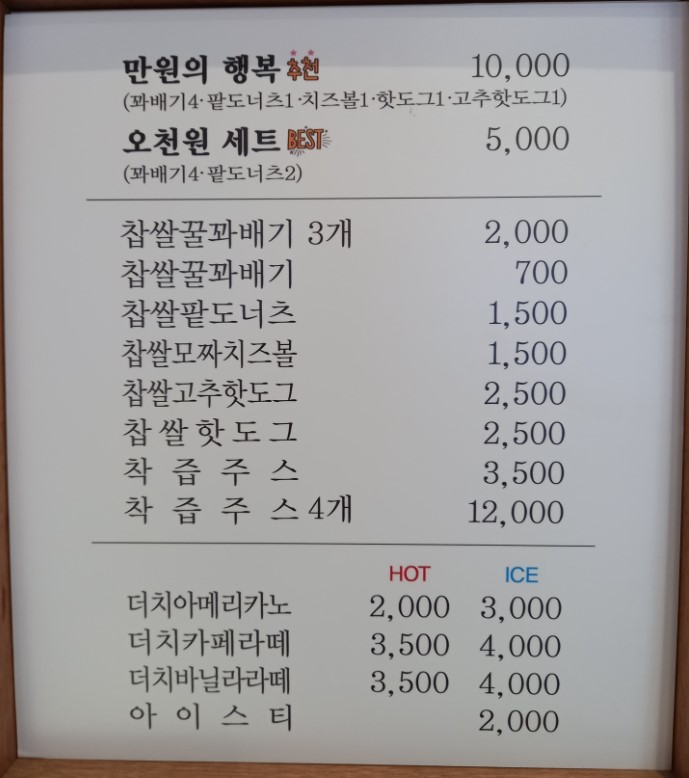 만원의 행복 추천 10,000
(꽈배기4·팥도너츠1·치즈볼1·핫도그1·고추핫도그1)
오천원 세트 BEST 5,000
(꽈배기4·팥도너츠2)
찹쌀꿀꽈배기 3개 2,000
찹쌀꿀꽈배기 700
찹쌀팥도너츠 1,500
찹쌀모짜치즈볼 1,500
찹쌀고추핫도그 2,500
찹쌀핫도그 2,500
착즙주스 3,500
착즙주스4개 12,000
HOT ICE
더치아메리카노 2,000 3,000
더치카페라떼 3,500 4,000
더치바닐라라떼 3,500 4,000
아이스티 2,000